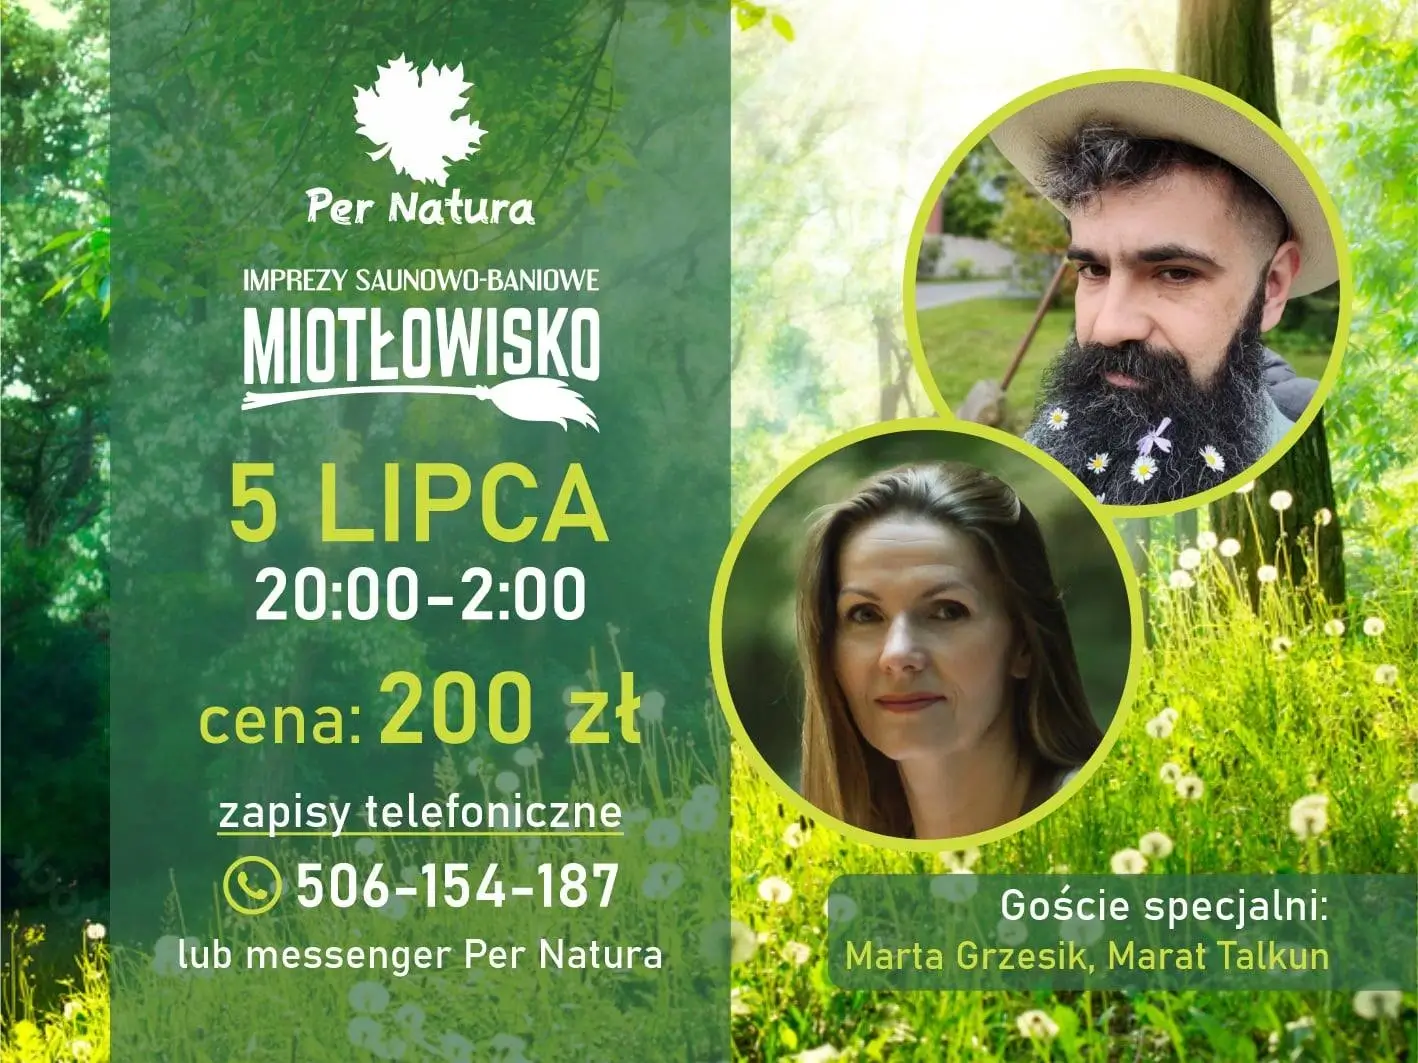 Per Natura
IMPREZY SAUNOWO-BANIOWE
MIOTŁOWISKO
5 LIPCA
20:00-2:00
cena: 200 zł
zapisy telefoniczne
506-154-187
lub messenger Per Natura
Goście specjalni:
Marta Grzesik, Marat Talkun